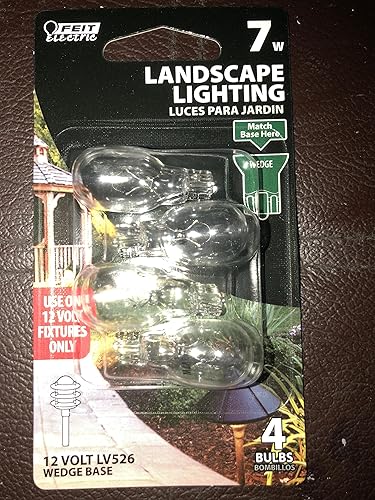 FEIT
electric
7w
LANDSCAPE
LIGHTING
LUCES PARA JARDIN
Match
Base Here
WEDGE
USE ON
12 VOLT
FIXTURES
ONLY
12 VOLT LV526
WEDGE BASE
4
BULBS
BOMBILLOS